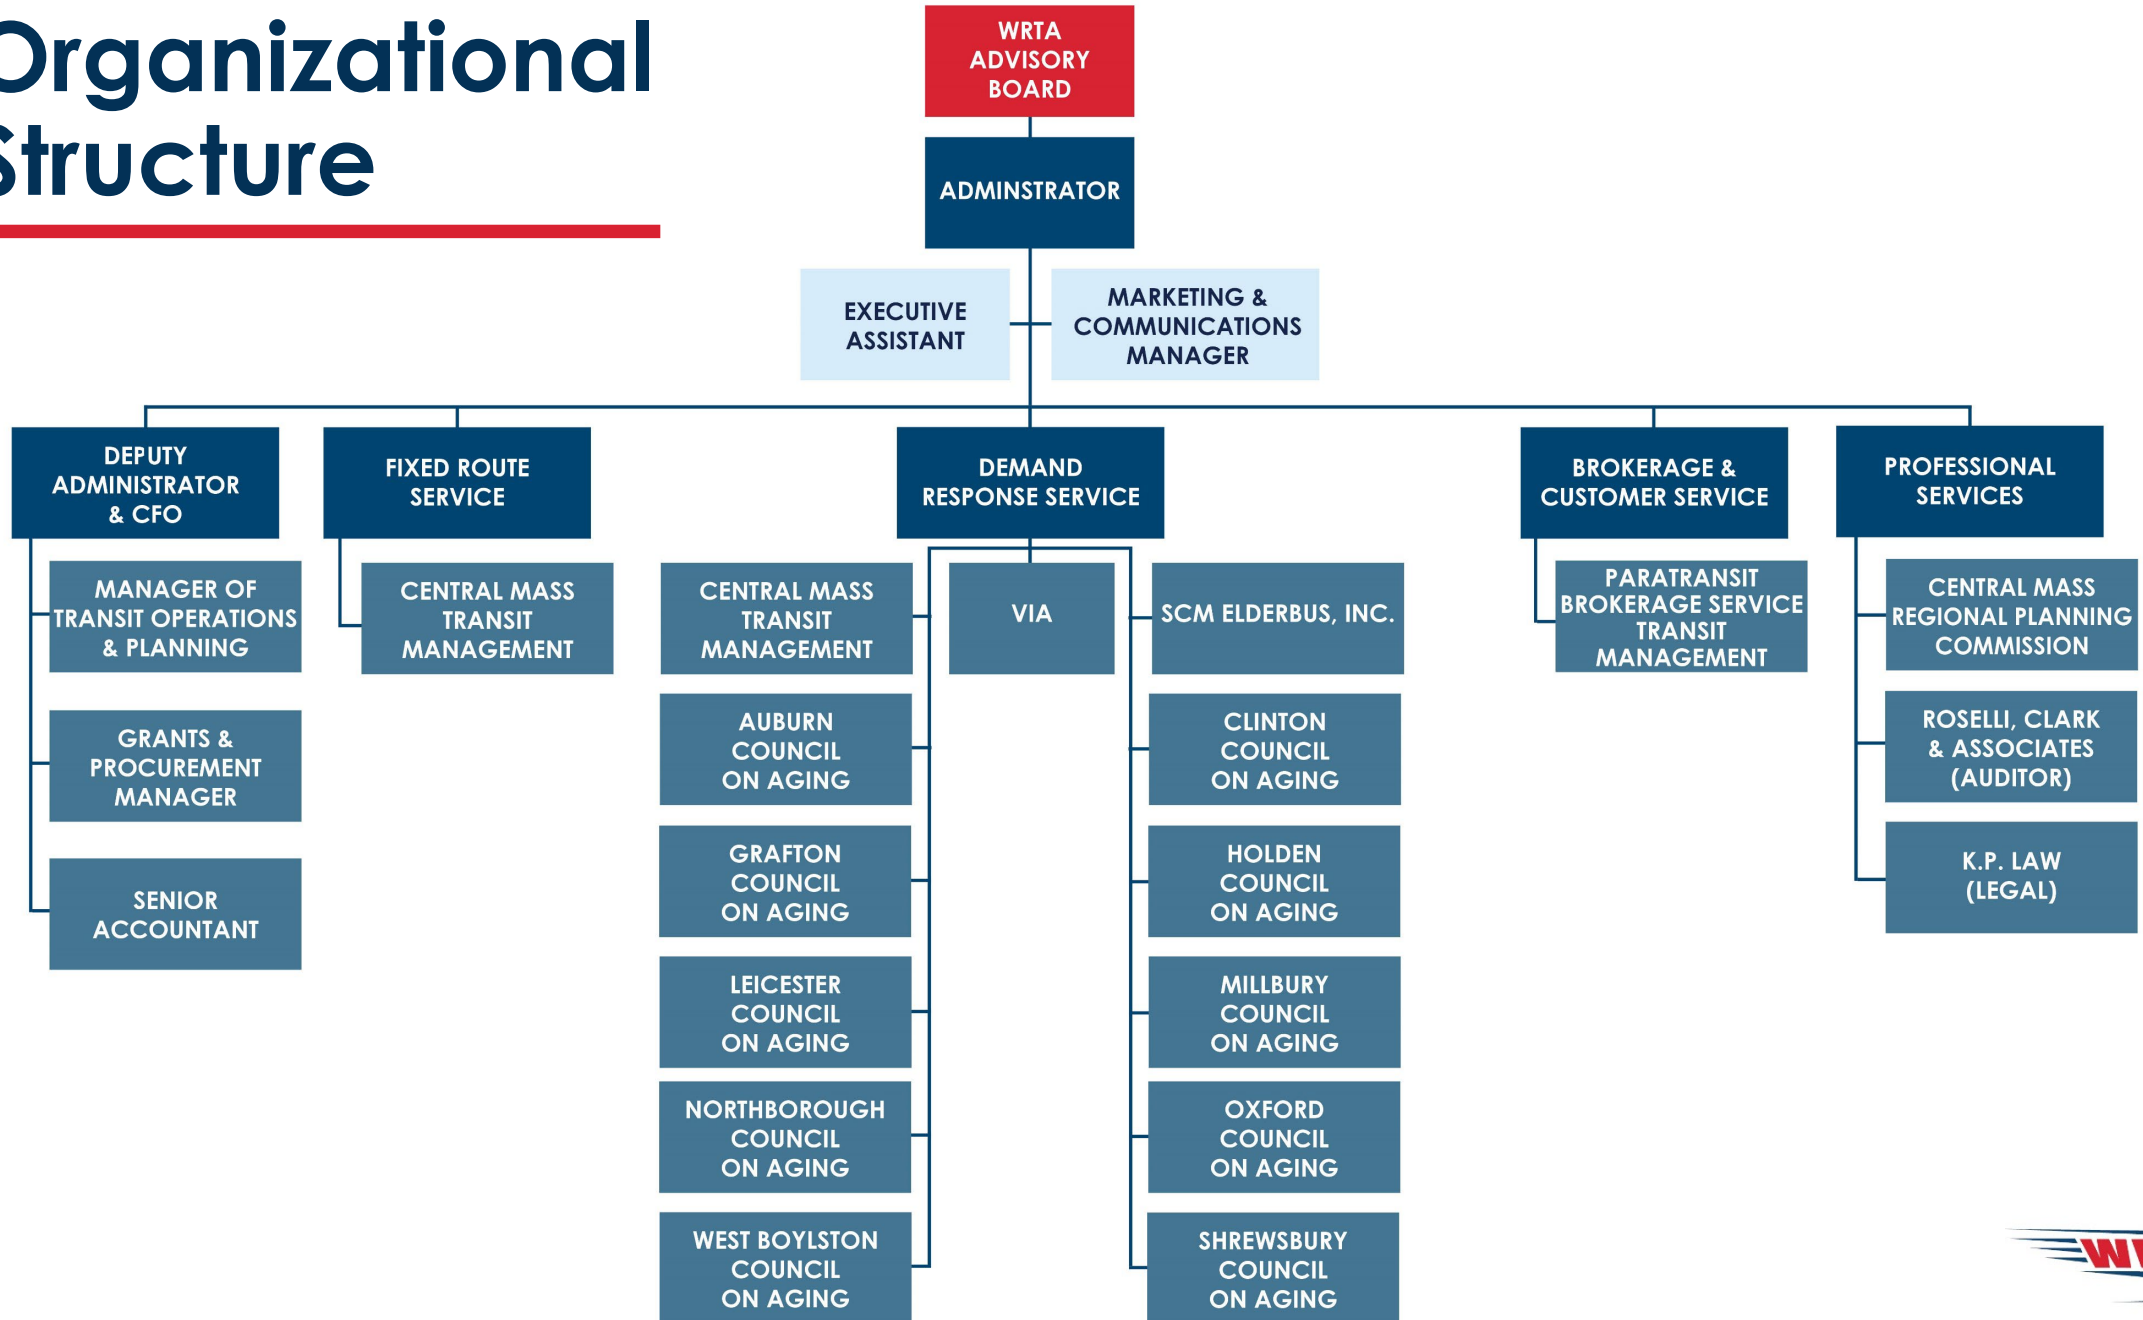 Organizational
Structure
WRTA
ADVISORY
BOARD
ADMINSTRATOR
EXECUTIVE
ASSISTANT
MARKETING &
COMMUNICATIONS
MANAGER
DEPUTY
ADMINISTRATOR
& CFO
MANAGER OF
TRANSIT OPERATIONS
& PLANNING
GRANTS &
PROCUREMENT
MANAGER
SENIOR
ACCOUNTANT
FIXED ROUTE
SERVICE
CENTRAL MASS
TRANSIT
MANAGEMENT
DEMAND
RESPONSE SERVICE
CENTRAL MASS
TRANSIT
MANAGEMENT
VIA
SCM ELDERBUS, INC.
AUBURN
COUNCIL
ON AGING
CLINTON
COUNCIL
ON AGING
GRAFTON
COUNCIL
ON AGING
HOLDEN
COUNCIL
ON AGING
LEICESTER
COUNCIL
ON AGING
MILLBURY
COUNCIL
ON AGING
NORTHBOROUGH
COUNCIL
ON AGING
OXFORD
COUNCIL
ON AGING
WEST BOYLSTON
COUNCIL
ON AGING
SHREWSBURY
COUNCIL
ON AGING
BROKERAGE &
CUSTOMER SERVICE
PARATRANSIT
BROKERAGE SERVICE
TRANSIT
MANAGEMENT
PROFESSIONAL
SERVICES
CENTRAL MASS
REGIONAL PLANNING
COMMISSION
ROSELLI, CLARK
& ASSOCIATES
(AUDITOR)
K.P. LAW
(LEGAL)